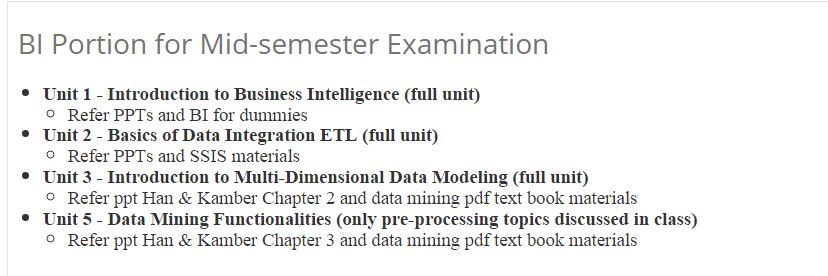 BI Portion for Mid-semester Examination
Unit 1 - Introduction to Business Intelligence (full unit)
Refer PPTs and BI for dummies
Unit 2 - Basics of Data Integration ETL (full unit)
Refer PPTs and SSIS materials
Unit 3 - Introduction to Multi-Dimensional Data Modeling (full unit)
Refer ppt Han & Kamber Chapter 2 and data mining pdf text book materials
Unit 5 - Data Mining Functionalities (only pre-processing topics discussed in class)
Refer ppt Han & Kamber Chapter 3 and data mining pdf text book materials